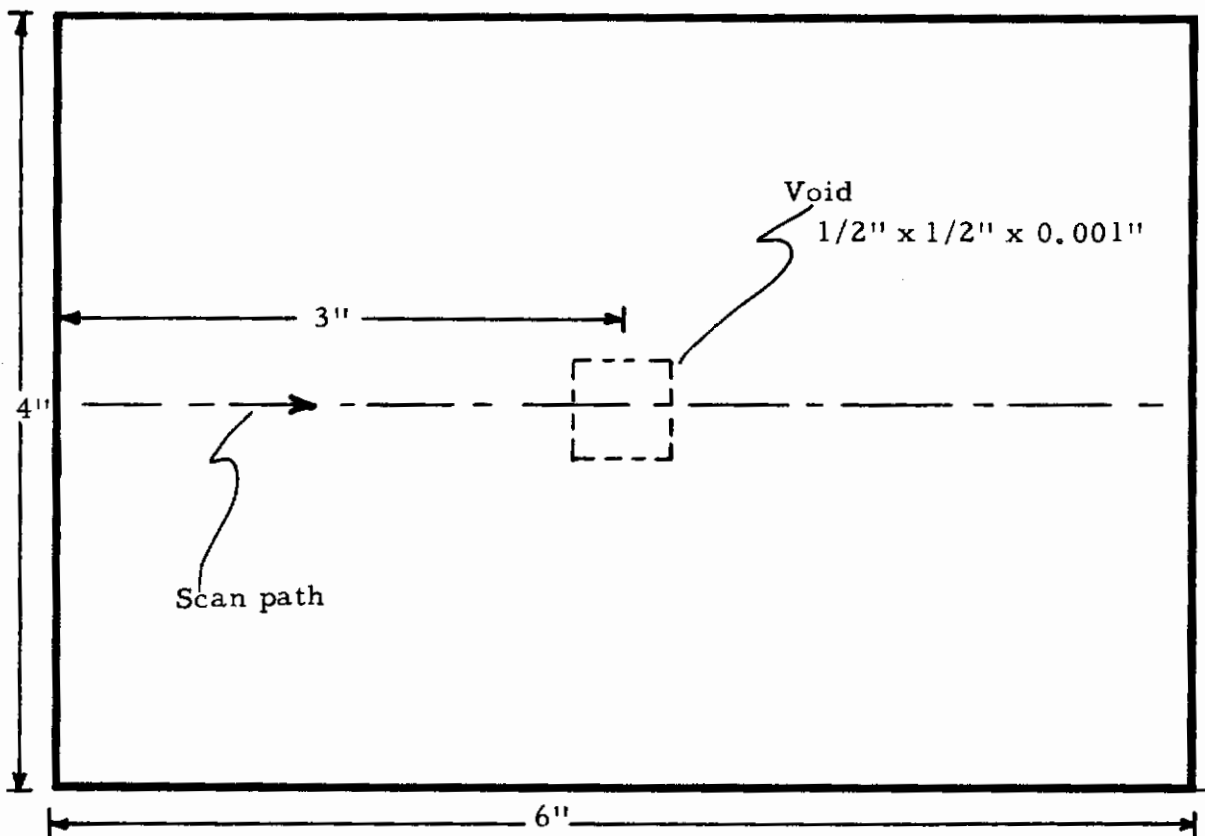 Void
1/2" x 1/2" x 0.001"
3"
4"
Scan path
6"